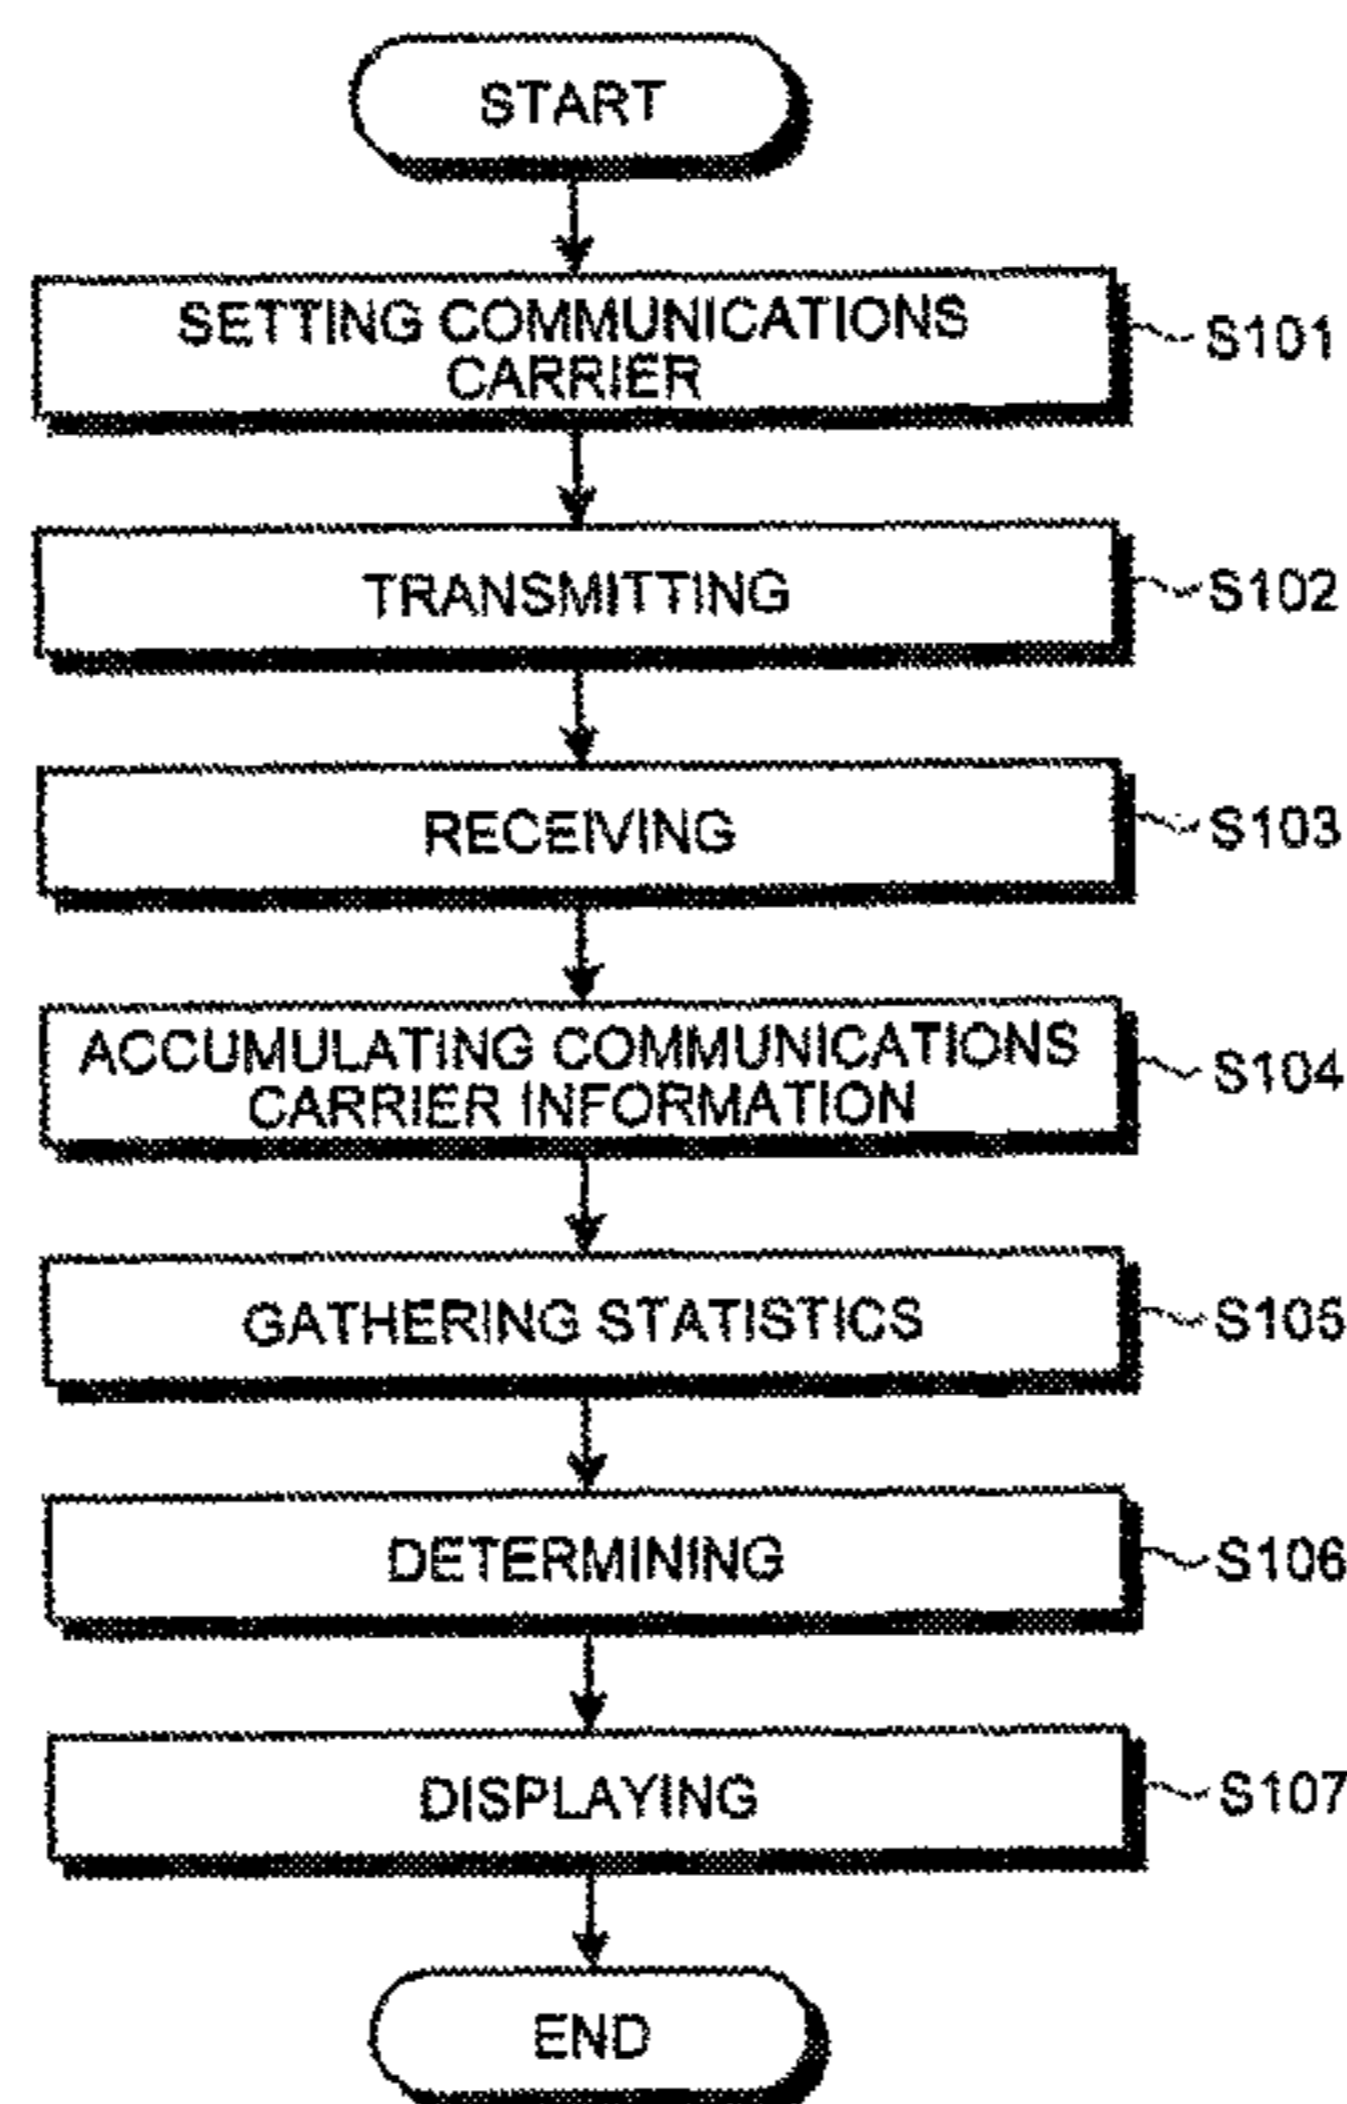 START
SETTING COMMUNICATIONS
CARRIER
S101
TRANSMITTING
S102
RECEIVING
S103
ACCUMULATING COMMUNICATIONS
CARRIER INFORMATION
S104
GATHERING STATISTICS
S105
DETERMINING
S106
DISPLAYING
S107
END